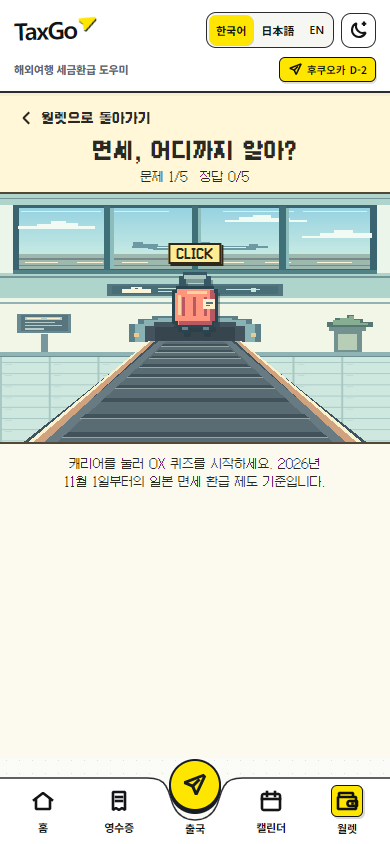 TaxGo
한국어 日本語 EN
해외여행 세금환급 도우미
후쿠오카 D-2
월렛으로 돌아가기
면세, 어디까지 알아?
문제 1/5 정답 0/5
CLICK
캐리어를 눌러 OX 퀴즈를 시작하세요. 2026년
11월 1일부터의 일본 면세 환급 제도 기준입니다.
홈 영수증 출국 캘린더 월렛